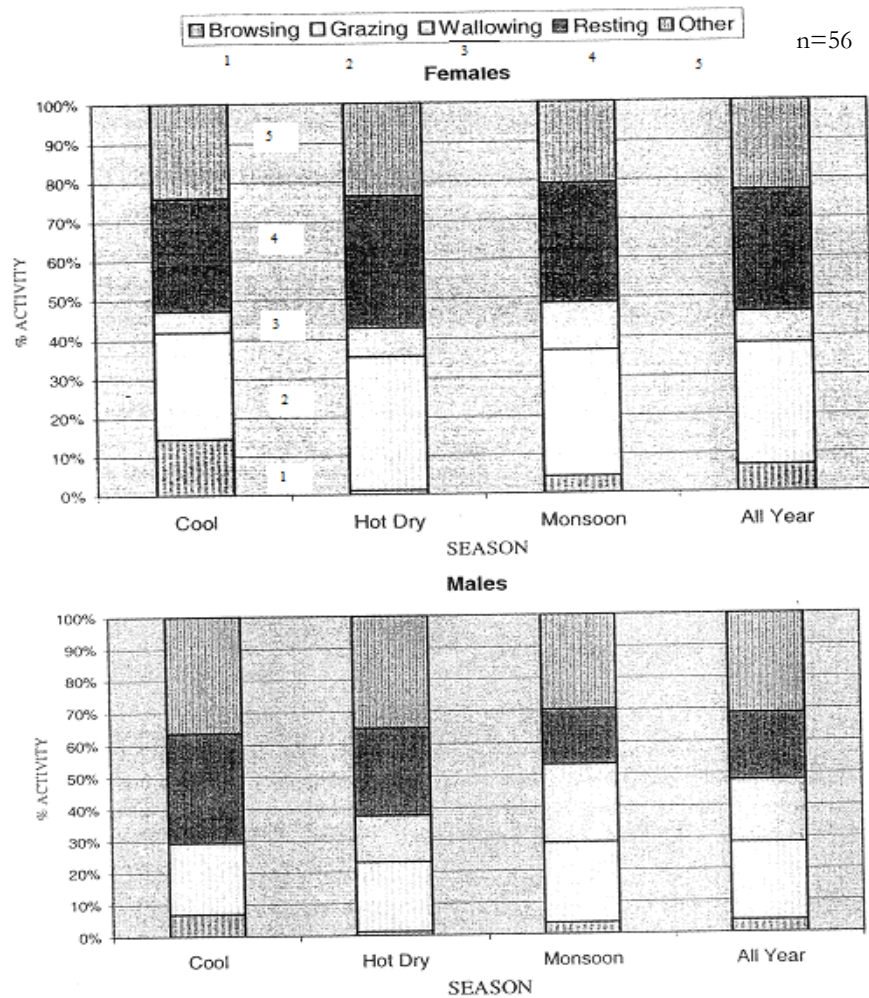 Browsing Grazing Wallowing Resting Other
n=56
1 2 3 4 5
Females
100%
90%
80%
70%
60%
50%
40%
30%
20%
10%
0%
% ACTIVITY
5
4
3
2
1
Cool Hot Dry Monsoon All Year
SEASON
Males
100%
90%
80%
70%
60%
50%
40%
30%
20%
10%
0%
% ACTIVITY
Cool Hot Dry Monsoon All Year
SEASON